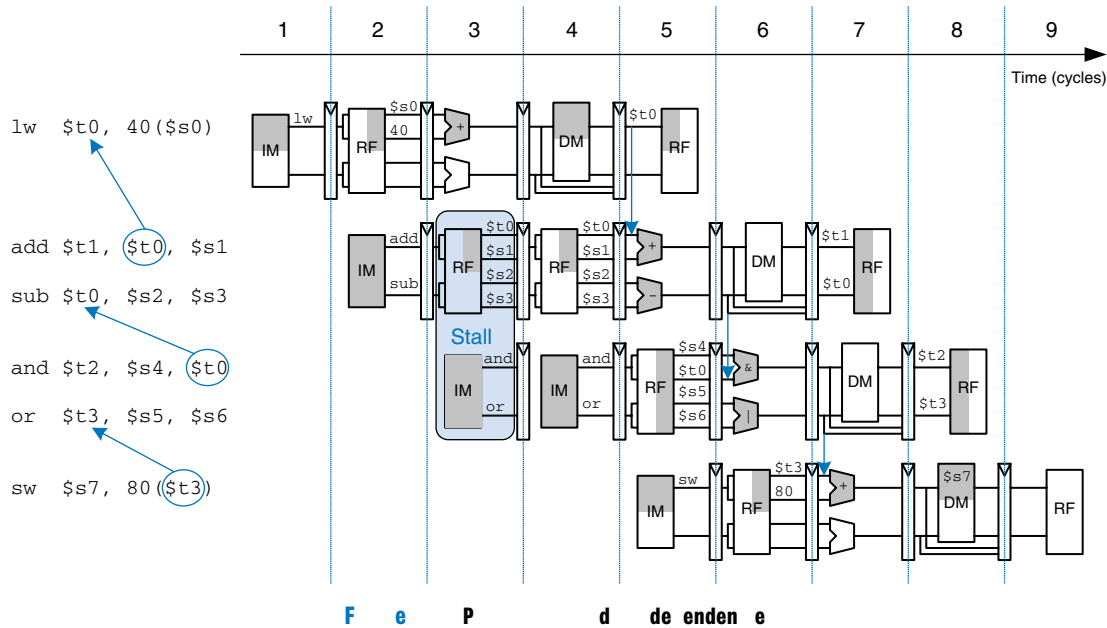 1 2 3 4 5 6 7 8 9
Time (cycles)
lw $t0, 40($s0)
IM lw RF $s0 40 + DM $t0 RF
add $t1, $t0, $s1
sub $t0, $s2, $s3
IM add sub RF $t0 $s1 $s2 $s3 RF $t0 $s1 $s2 $s3 + - DM $t1 $t0 RF
Stall
and $t2, $s4, $t0
or $t3, $s5, $s6
IM and or IM and or RF $s4 $t0 $s5 $s6 & | DM $t2 $t3 RF
sw $s7, 80($t3)
IM sw RF $t3 80 + $s7 DM RF